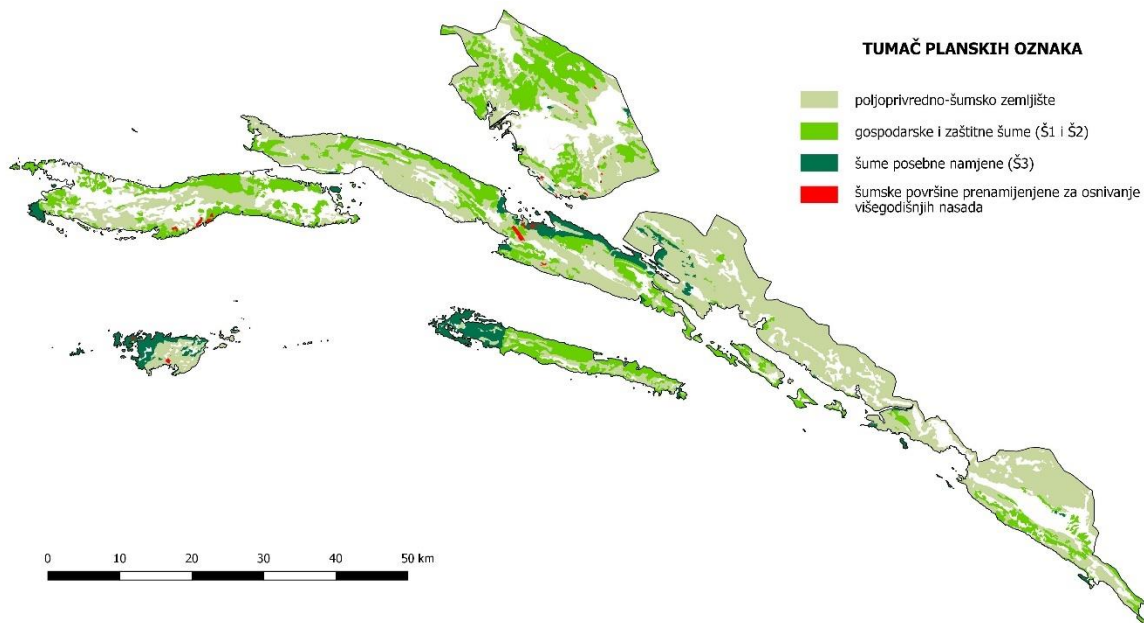 TUMAČ PLANSKIH OZNAKA
poljoprivredno-šumsko zemljište
gospodarske i zaštitne šume (Š1 i Š2)
šume posebne namjene (Š3)
šumske površine prenamijenjene za osnivanje
višegodišnjih nasada
0 10 20 30 40 50 km